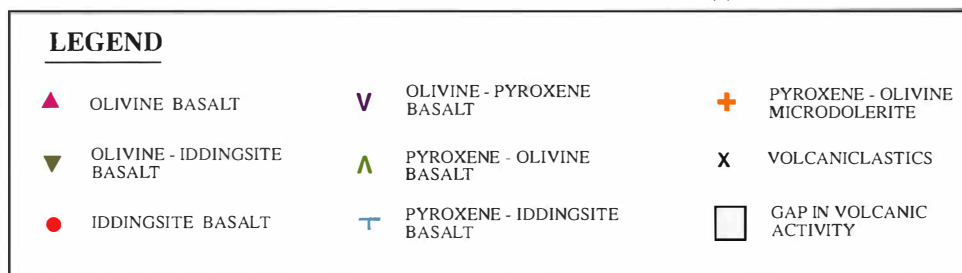 LEGEND
OLIVINE BASALT
OLIVINE - IDDINGSITE
BASALT
IDDINGSITE BASALT
OLIVINE - PYROXENE
BASALT
PYROXENE - OLIVINE
BASALT
PYROXENE - IDDINGSITE
BASALT
PYROXENE - OLIVINE
MICRODOLERITE
VOLCANICLASTICS
GAP IN VOLCANIC
ACTIVITY